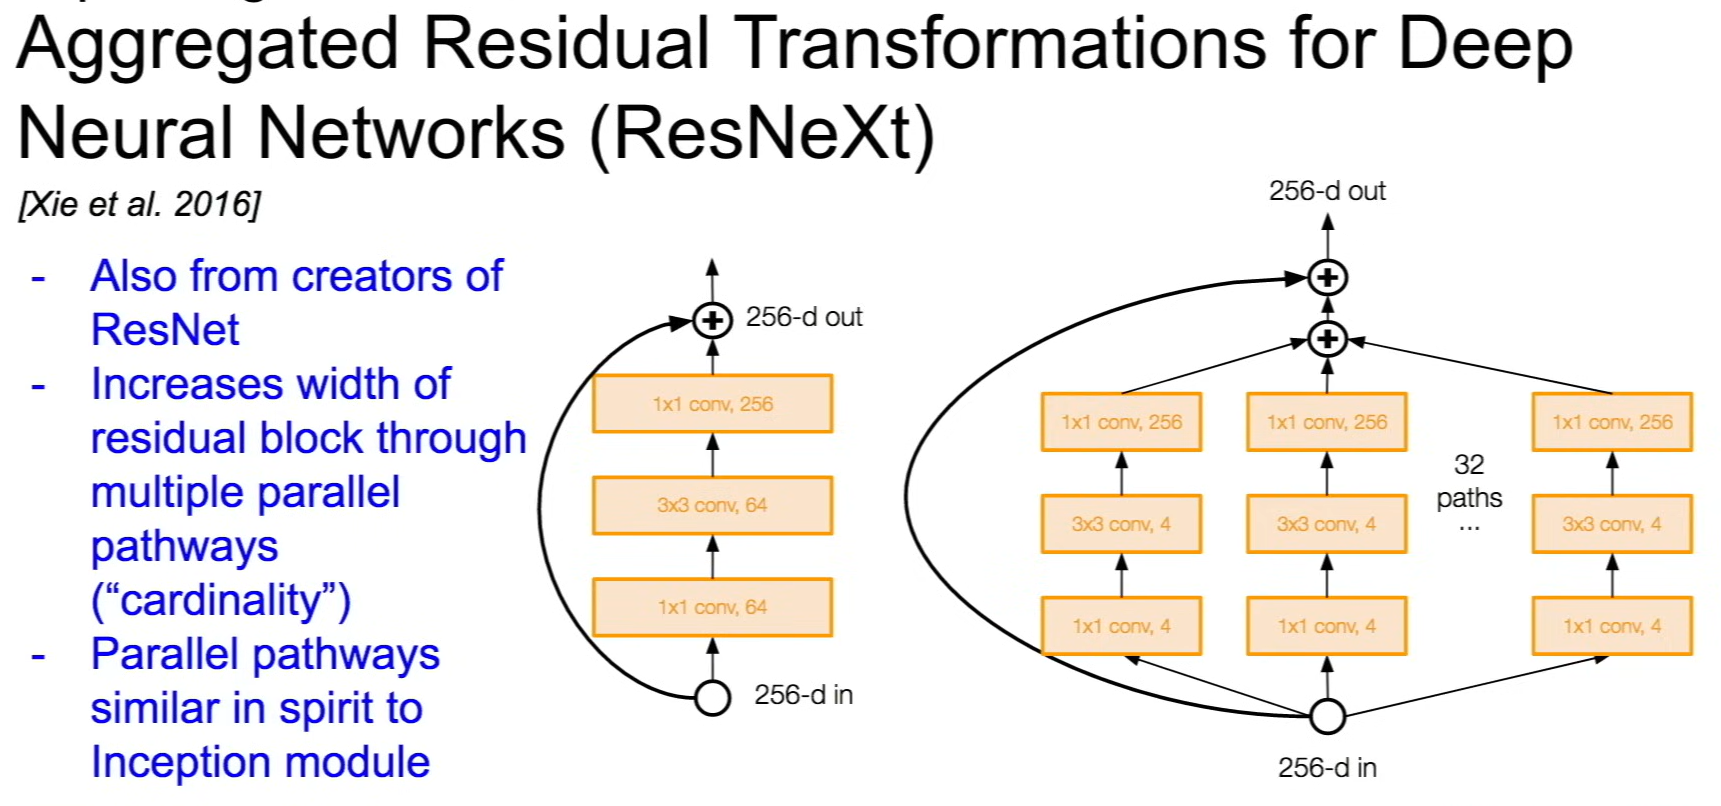 Aggregated Residual Transformations for Deep
Neural Networks (ResNeXt)
[Xie et al. 2016]
- Also from creators of
ResNet
- Increases width of
residual block through
multiple parallel
pathways
(“cardinality”)
- Parallel pathways
similar in spirit to
Inception module
256-d out
1x1 conv, 256
3x3 conv, 64
1x1 conv, 64
256-d in
256-d out
1x1 conv, 256 1x1 conv, 256 1x1 conv, 256
32
paths
...
3x3 conv, 4 3x3 conv, 4 3x3 conv, 4
1x1 conv, 4 1x1 conv, 4 1x1 conv, 4
256-d in